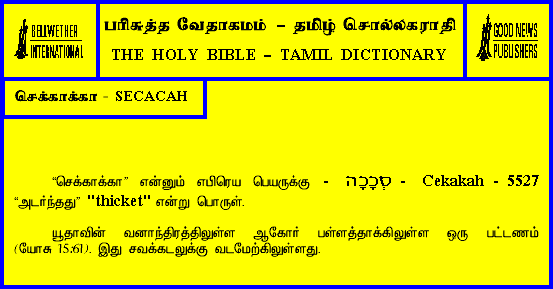 BELLWETHER
INTERNATIONAL
பரிசுத்த வேதாகமம் – தமிழ் சொல்லகராதி
THE HOLY BIBLE – TAMIL DICTIONARY
GOOD NEWS
PUBLISHERS
செக்காக்கா - SECACAH
“செக்காக்கா” என்னும் எபிரெய பெயருக்கு - סְכָכָה - Cekakah - 5527
“அடர்ந்தது” "thicket" என்று பொருள்.
யூதாவின் வனாந்திரத்திலுள்ள ஆகோர் பள்ளத்தாக்கிலுள்ள ஒரு பட்டணம்
(யோசு 15:61). இது சவக்கடலுக்கு வடமேற்கிலுள்ளது.